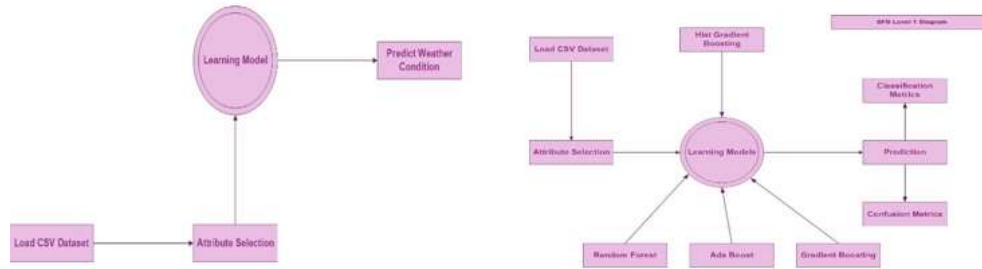 Learning Model
Predict Weather
Condition
Load CSV Dataset
Attribute Selection
DFD Level 1 Diagram
Load CSV Dataset
Hist Gradient
Boosting
Classification
Metrics
Attribute Selection
Learning Models
Prediction
Confusion Metrics
Random Forest
Ada Boost
Gradient Boosting